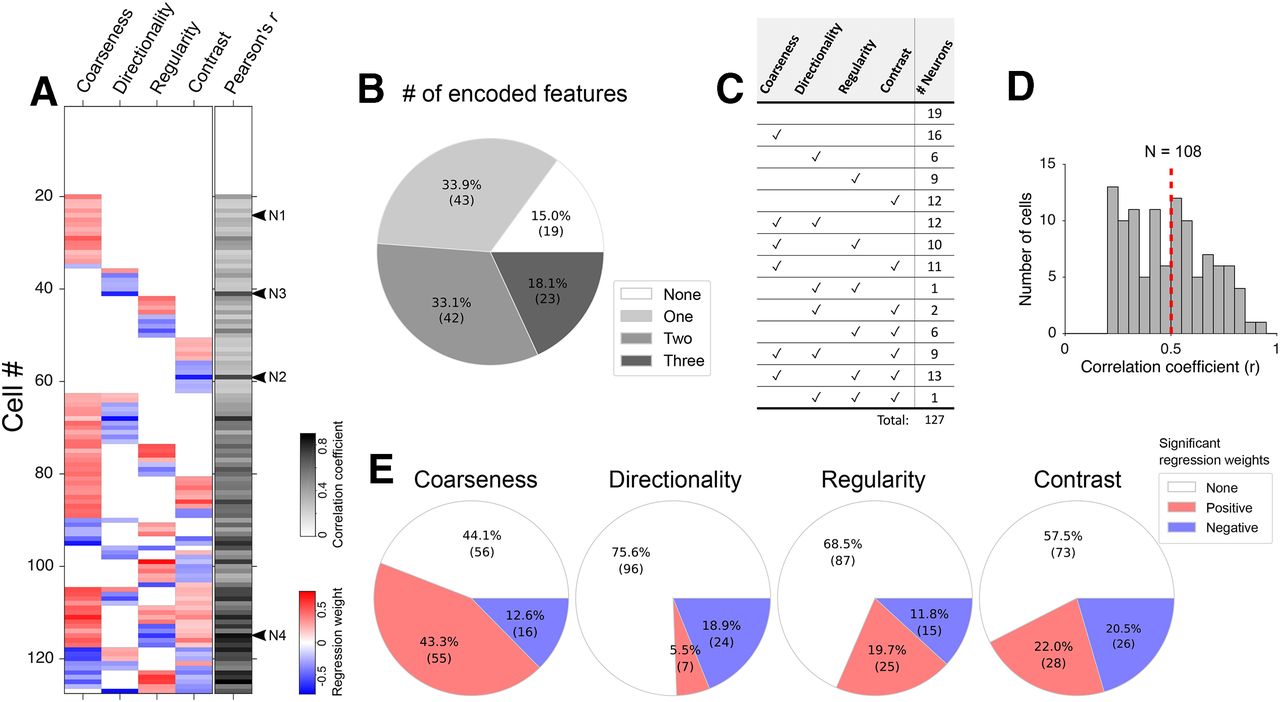 A
Coarseness
Directionality
Regularity
Contrast
Pearson's r
Cell #
20
40
60
80
100
120
N1
N3
N2
N4
0.8
0.4
0
Correlation coefficient
0.5
0
-0.5
Regression weight
B
# of encoded features
33.9%
(43)
15.0%
(19)
33.1%
(42)
18.1%
(23)
None
One
Two
Three
C
Coarseness Directionality Regularity Contrast # Neurons
19
✓ 16
✓ 6
✓ 9
✓ 12
✓ ✓ 12
✓ ✓ 10
✓ ✓ 11
✓ ✓ 1
✓ ✓ 2
✓ ✓ 6
✓ ✓ ✓ 9
✓ ✓ ✓ 13
✓ ✓ ✓ 1
Total: 127
D
N = 108
Number of cells
15
10
5
0
0 0.5 1
Correlation coefficient (r)
E
Coarseness
44.1%
(56)
43.3%
(55)
12.6%
(16)
Directionality
75.6%
(96)
5.5%
(7)
18.9%
(24)
Regularity
68.5%
(87)
19.7%
(25)
11.8%
(15)
Contrast
57.5%
(73)
22.0%
(28)
20.5%
(26)
Significant
regression weights
None
Positive
Negative